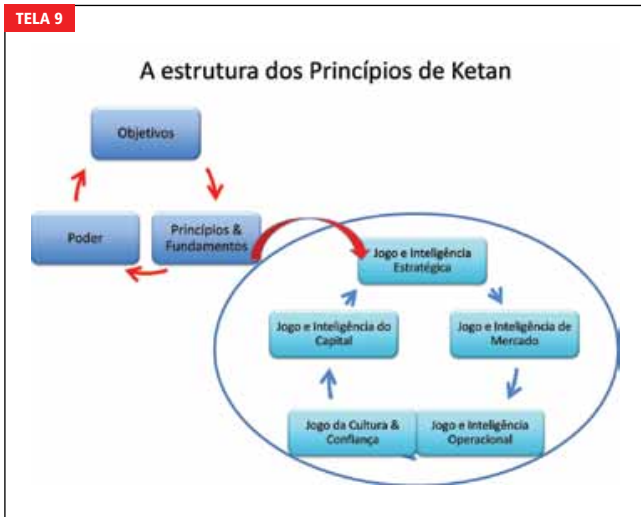 TELA 9
A estrutura dos Princípios de Ketan
Objetivos
Poder
Princípios &
Fundamentos
Jogo e Inteligência
Estratégica
Jogo e Inteligência do
Capital
Jogo e Inteligência de
Mercado
Jogo da Cultura &
Confiança
Jogo e Inteligência
Operacional